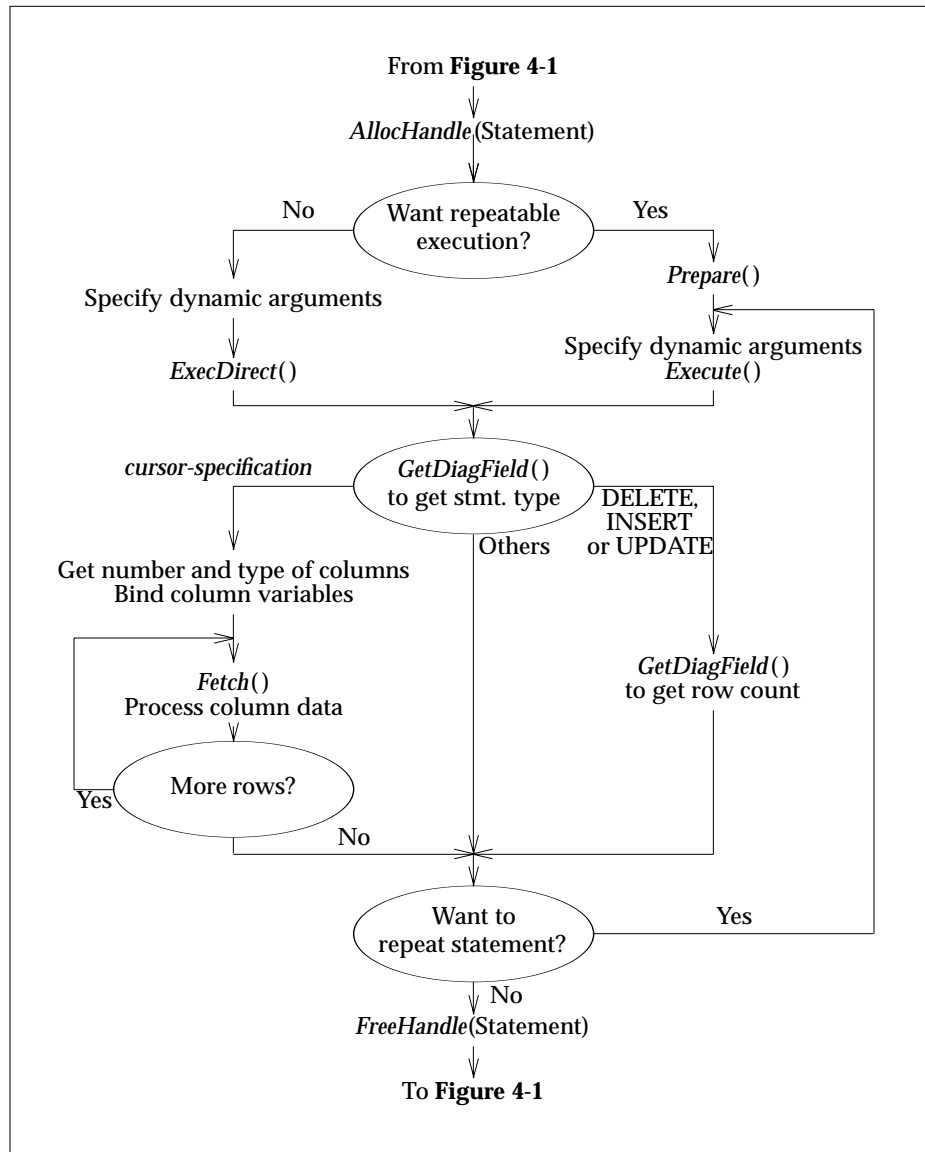 From Figure 4-1
AllocHandle(Statement)
No
Want repeatable
execution?
Yes
Specify dynamic arguments
Prepare()
ExecDirect()
Specify dynamic arguments
Execute()
cursor-specification
GetDiagField()
to get stmt. type
DELETE,
INSERT
or UPDATE
Others
Get number and type of columns
Bind column variables
Fetch()
Process column data
GetDiagField()
to get row count
More rows?
Yes
No
Want to
repeat statement?
Yes
No
FreeHandle(Statement)
To Figure 4-1